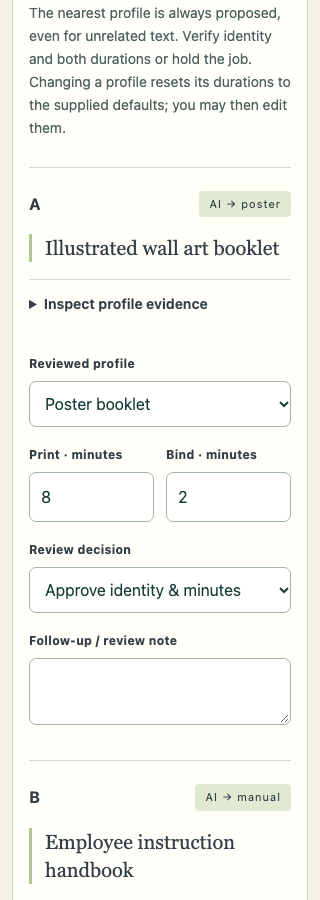 The nearest profile is always proposed,
even for unrelated text. Verify identity
and both durations or hold the job.
Changing a profile resets its durations to
the supplied defaults; you may then edit
them.
A
AI → poster
Illustrated wall art booklet
▶ Inspect profile evidence
Reviewed profile
Poster booklet
Print · minutes
Bind · minutes
8
2
Review decision
Approve identity & minutes
Follow-up / review note
B
AI → manual
Employee instruction
handbook